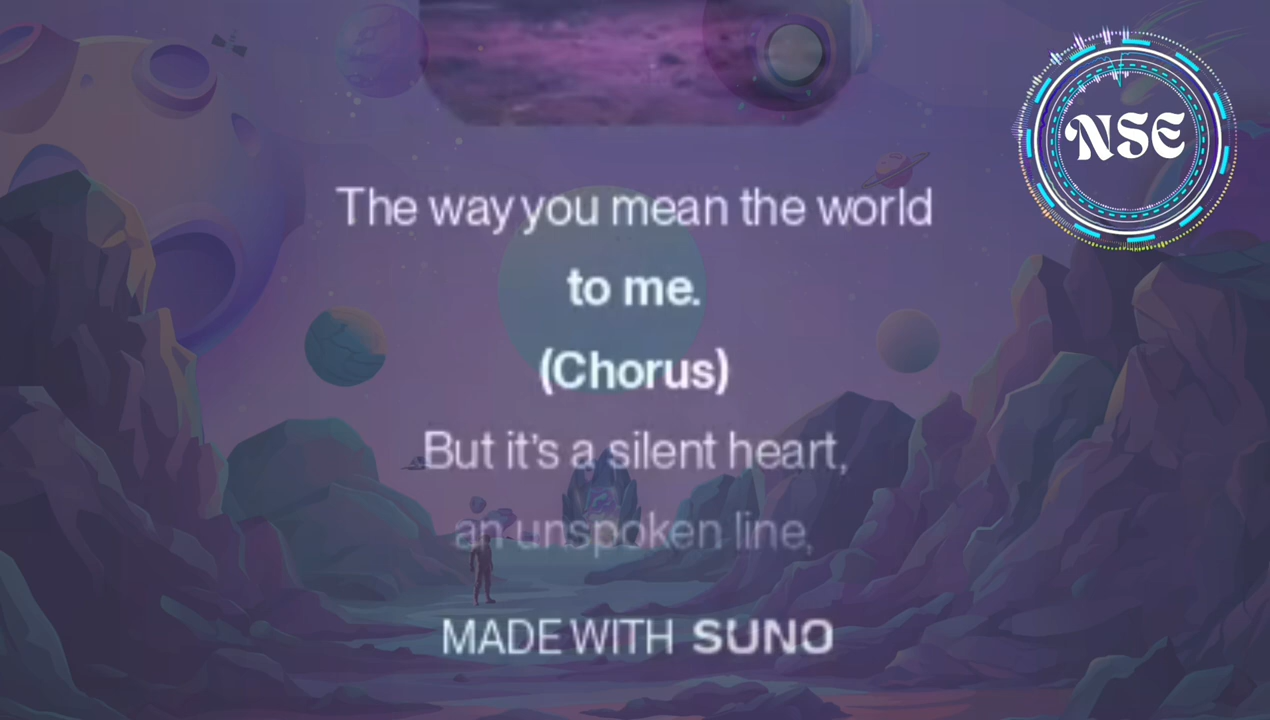 NSE
The way you mean the world
to me.
(Chorus)
But it's a silent heart,
an unspoken line,
MADE WITH SUNO